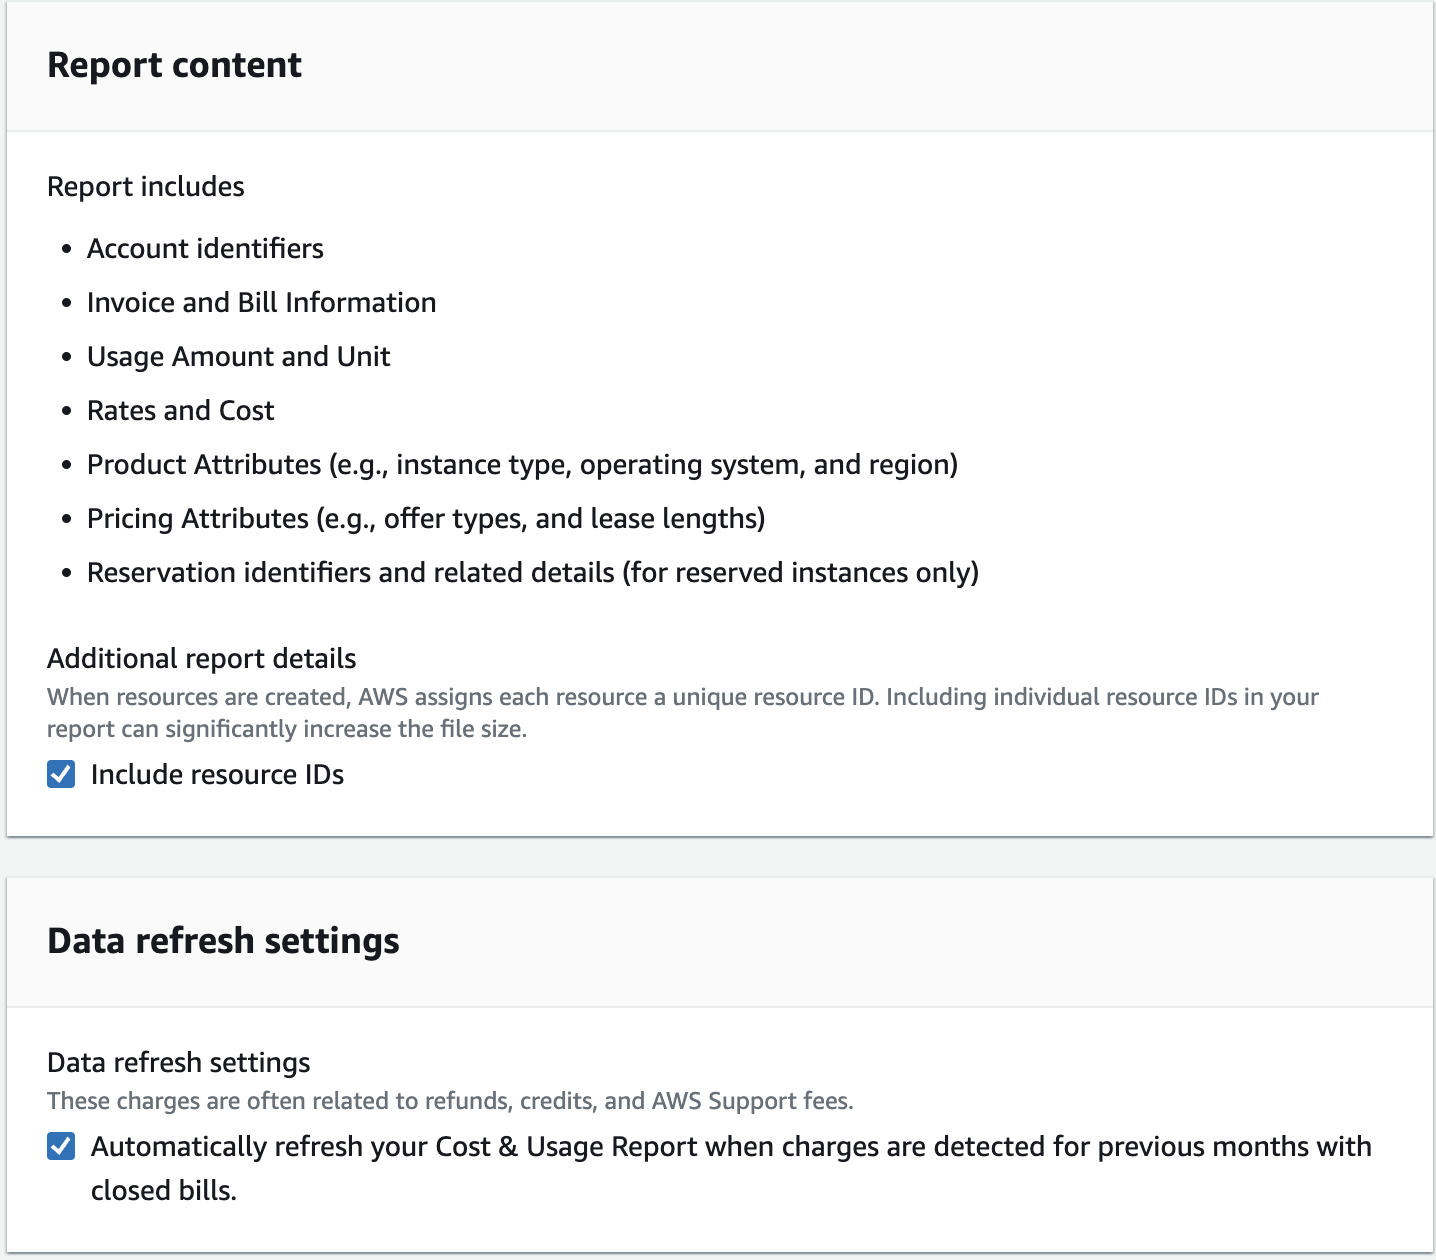 Report content
Report includes
• Account identifiers
• Invoice and Bill Information
• Usage Amount and Unit
• Rates and Cost
• Product Attributes (e.g., instance type, operating system, and region)
• Pricing Attributes (e.g., offer types, and lease lengths)
• Reservation identifiers and related details (for reserved instances only)
Additional report details
When resources are created, AWS assigns each resource a unique resource ID. Including individual resource IDs in your
report can significantly increase the file size.
Include resource IDs
Data refresh settings
Data refresh settings
These charges are often related to refunds, credits, and AWS Support fees.
Automatically refresh your Cost & Usage Report when charges are detected for previous months with
closed bills.